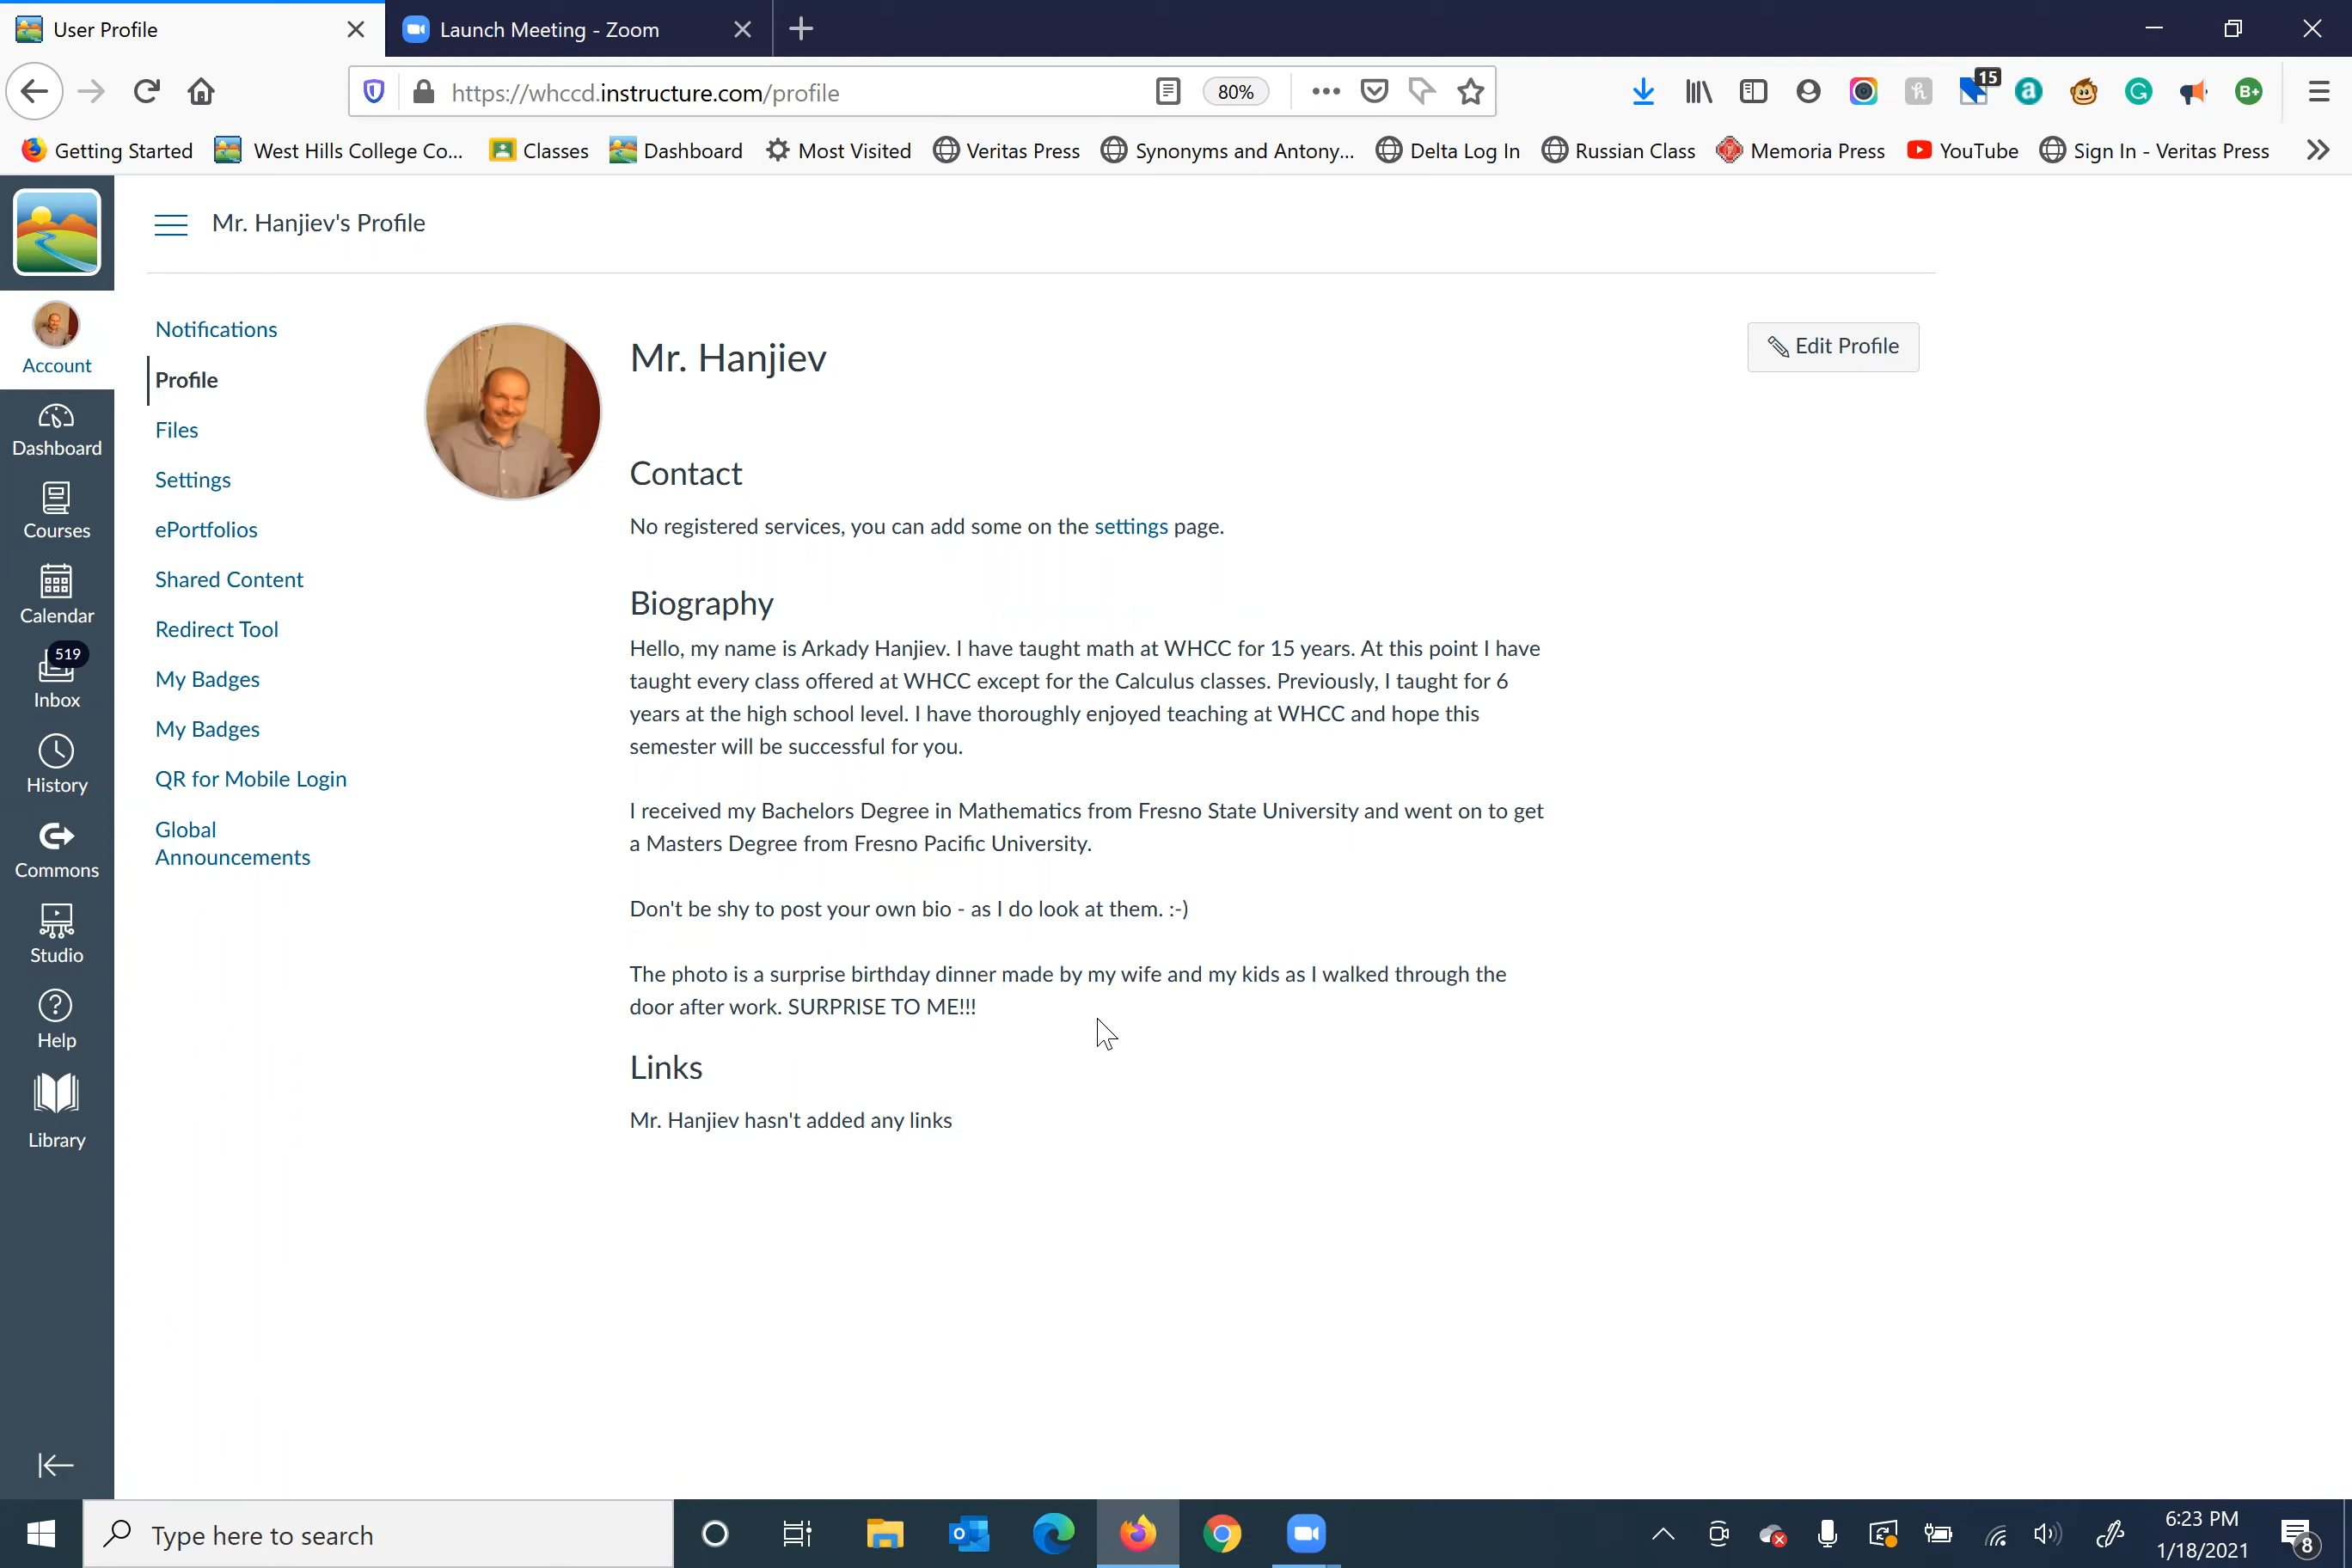 User Profile
Launch Meeting - Zoom
https://whccd.instructure.com/profile
80%
15
Getting Started
West Hills College Co...
Classes
Dashboard
Most Visited
Veritas Press
Synonyms and Antony...
Delta Log In
Russian Class
Memoria Press
YouTube
Sign In - Veritas Press
Mr. Hanjiev's Profile
Account
Dashboard
Courses
Calendar
519
Inbox
History
Commons
Studio
Help
Library
Notifications
Profile
Files
Settings
ePortfolios
Shared Content
Redirect Tool
My Badges
My Badges
QR for Mobile Login
Global
Announcements
Mr. Hanjiev
Edit Profile
Contact
No registered services, you can add some on the settings page.
Biography
Hello, my name is Arkady Hanjiev. I have taught math at WHCC for 15 years. At this point I have
taught every class offered at WHCC except for the Calculus classes. Previously, I taught for 6
years at the high school level. I have thoroughly enjoyed teaching at WHCC and hope this
semester will be successful for you.
I received my Bachelors Degree in Mathematics from Fresno State University and went on to get
a Masters Degree from Fresno Pacific University.
Don't be shy to post your own bio - as I do look at them. :-)
The photo is a surprise birthday dinner made by my wife and my kids as I walked through the
door after work. SURPRISE TO ME!!!
Links
Mr. Hanjiev hasn't added any links
Type here to search
6:23 PM
1/18/2021
8